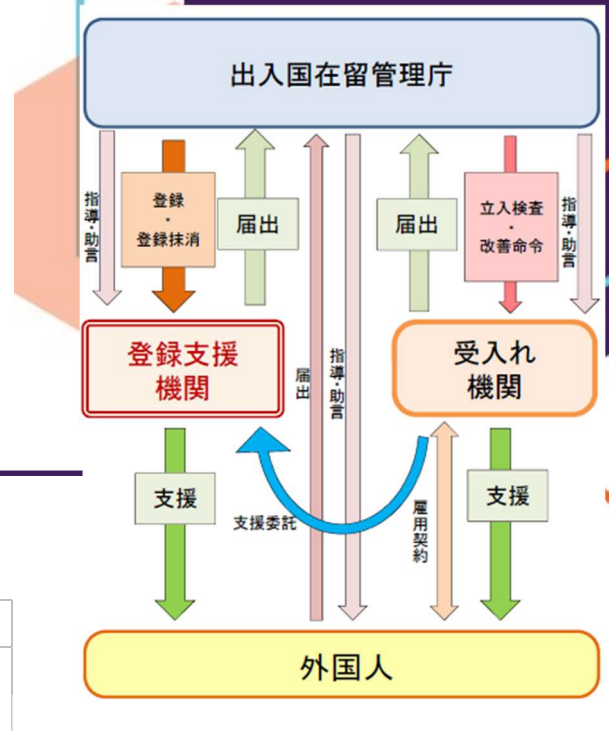 出入国在留管理庁
指導・助言
登録
・
登録抹消
届出
届出
立入検査
・
改善命令
指導・助言
登録支援
機関
届出
指導・助言
受入れ
機関
支援
支援委託
雇用契約
支援
外国人